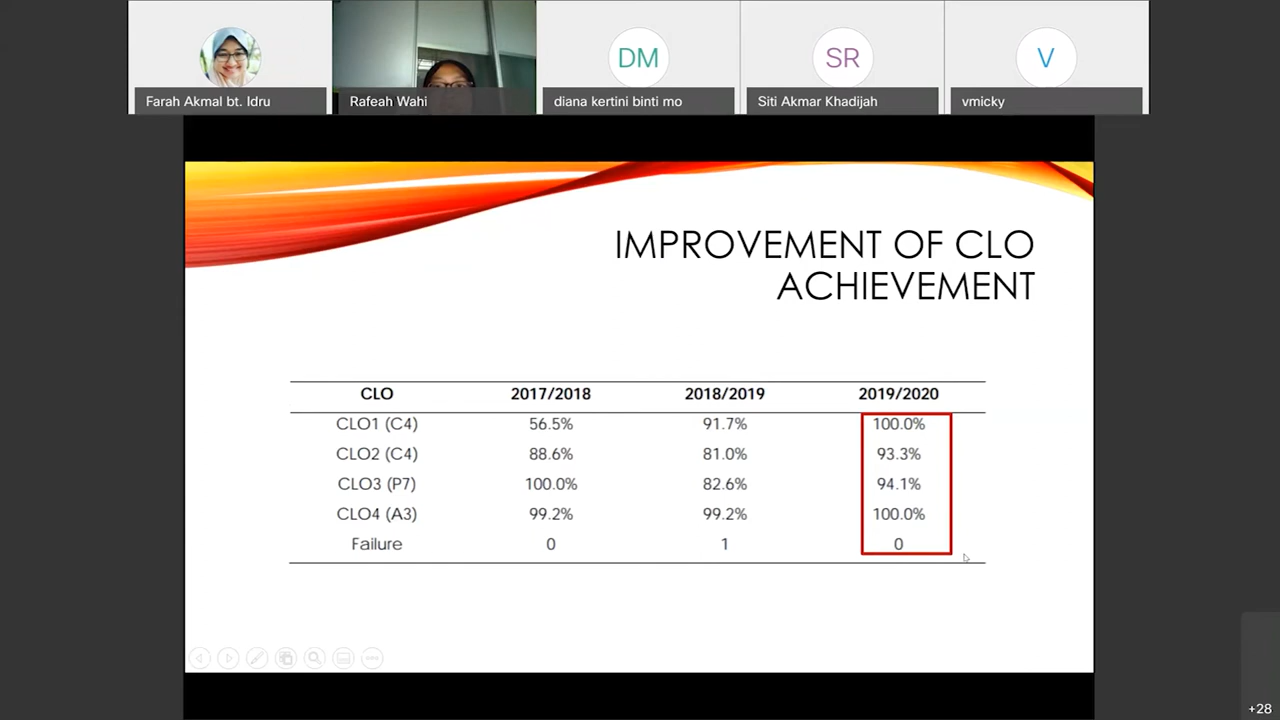 DM
SR
V
Farah Akmal bt. Idru
Rafeah Wahi
diana kertini binti mo
Siti Akmar Khadijah
vmicky
IMPROVEMENT OF CLO
ACHIEVEMENT
CLO 2017/2018 2018/2019 2019/2020
CLO1 (C4) 56.5% 91.7% 100.0%
CLO2 (C4) 88.6% 81.0% 93.3%
CLO3 (P7) 100.0% 82.6% 94.1%
CLO4 (A3) 99.2% 99.2% 100.0%
Failure 0 1 0
+28